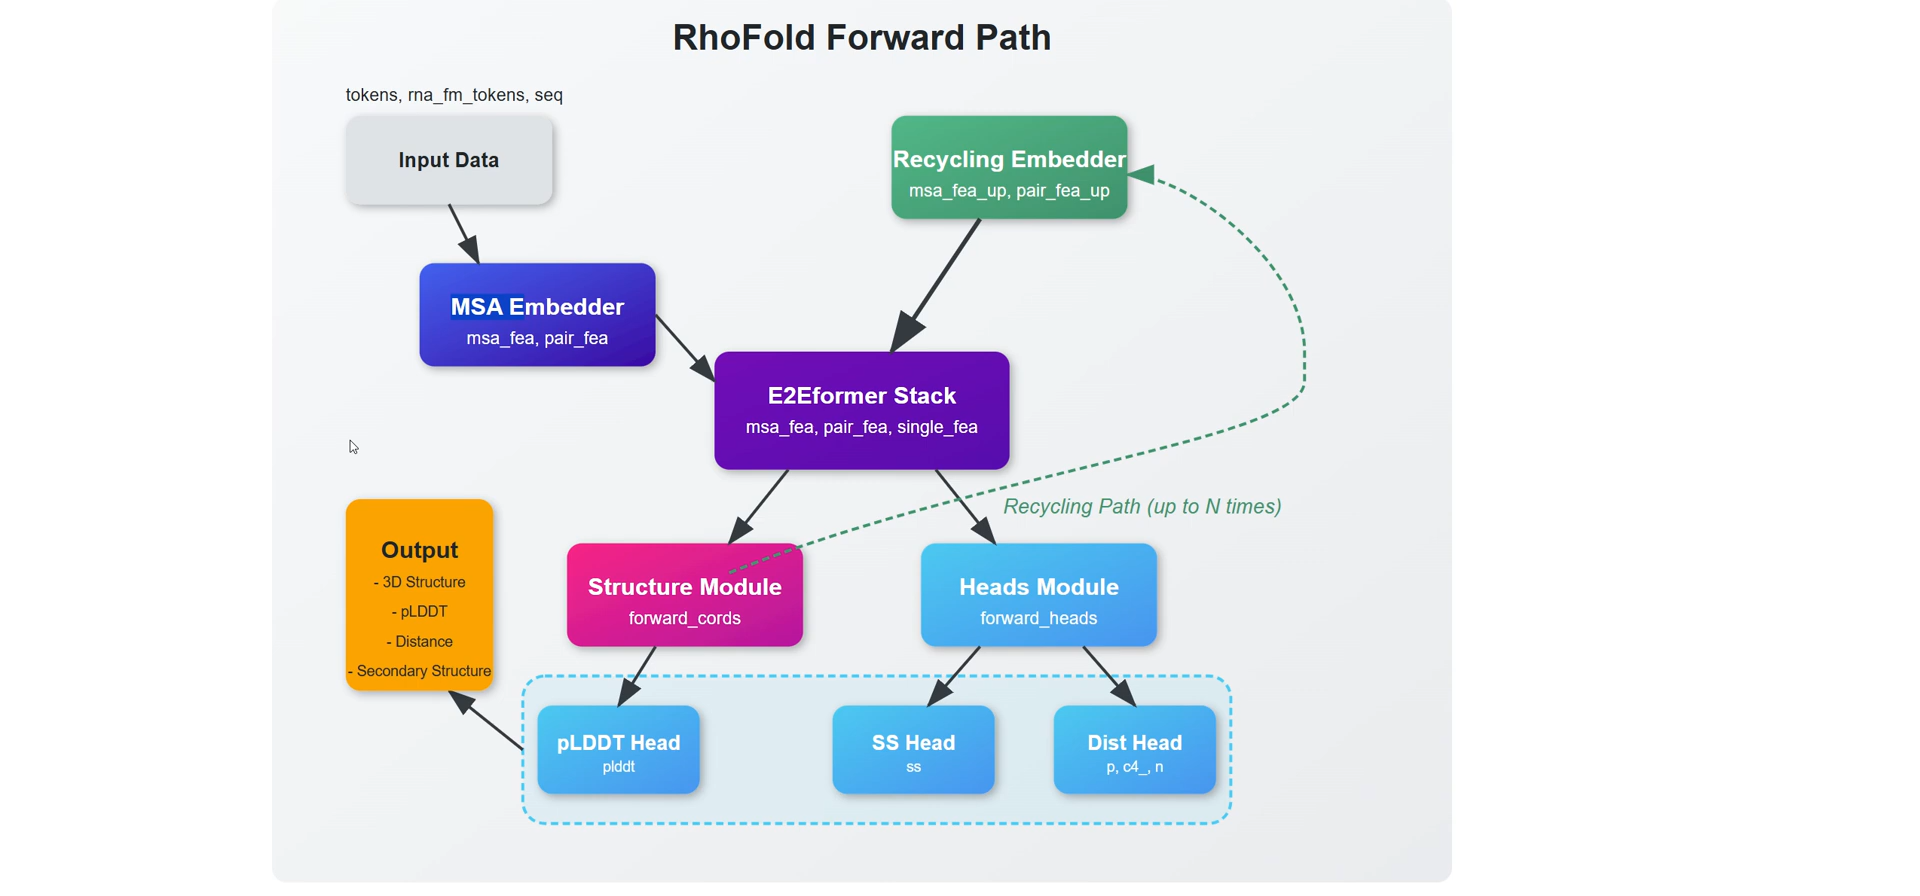 RhoFold Forward Path
tokens, rna_fm_tokens, seq
Input Data
Recycling Embedder
msa_fea_up, pair_fea_up
MSA Embedder
msa_fea, pair_fea
E2Eformer Stack
msa_fea, pair_fea, single_fea
Recycling Path (up to N times)
Output
- 3D Structure
- pLDDT
- Distance
- Secondary Structure
Structure Module
forward_cords
Heads Module
forward_heads
pLDDT Head
plddt
SS Head
ss
Dist Head
p, c4_, n